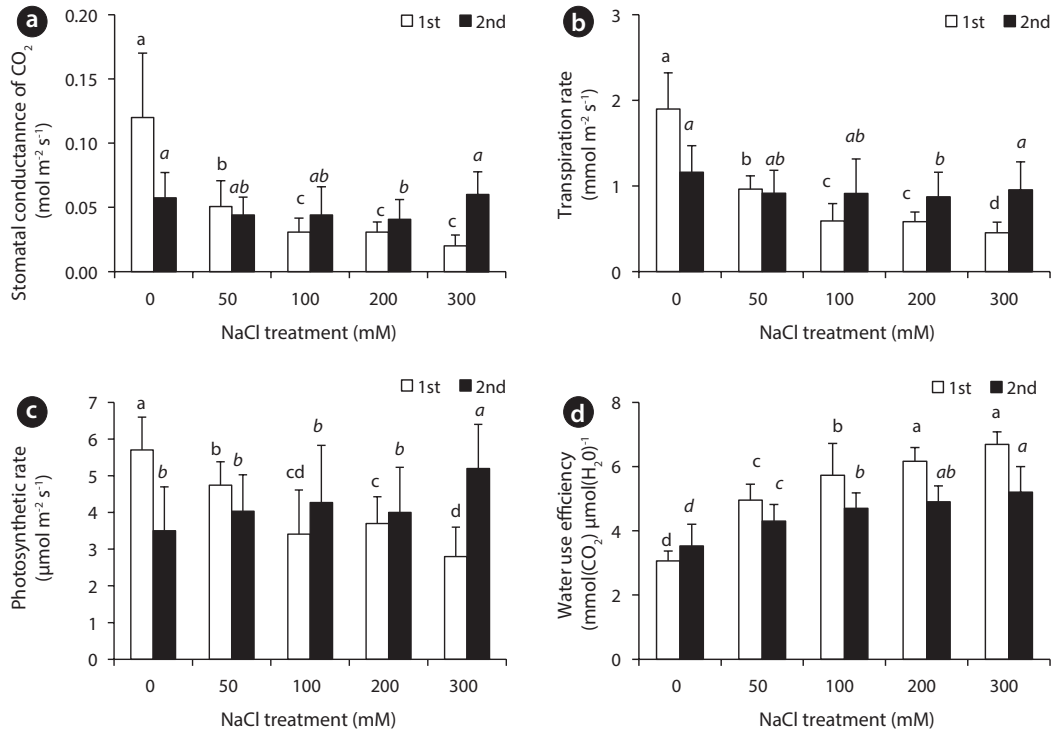 a
1st 2nd
Stomatal conductannce of CO2
(mol m-2 s-1)
0.20
0.15
0.10
0.05
0.00
a
a
b
ab
c
ab
c
b
c
a
0 50 100 200 300
NaCl treatment (mM)
b
1st 2nd
Transpiration rate
(mmol m-2 s-1)
3
2
1
0
a
a
b
ab
c
ab
c
b
d
a
0 50 100 200 300
NaCl treatment (mM)
c
1st 2nd
Photosynthetic rate
(μmol m-2 s-1)
7
6
5
4
3
2
1
0
a
b
b
b
cd
b
c
b
d
a
0 50 100 200 300
NaCl treatment (mM)
d
1st 2nd
Water use efficiency
(mmol(CO2) μmol(H20)-1
8
6
4
2
0
d
d
c
c
b
b
a
ab
a
a
0 50 100 200 300
NaCl treatment (mM)